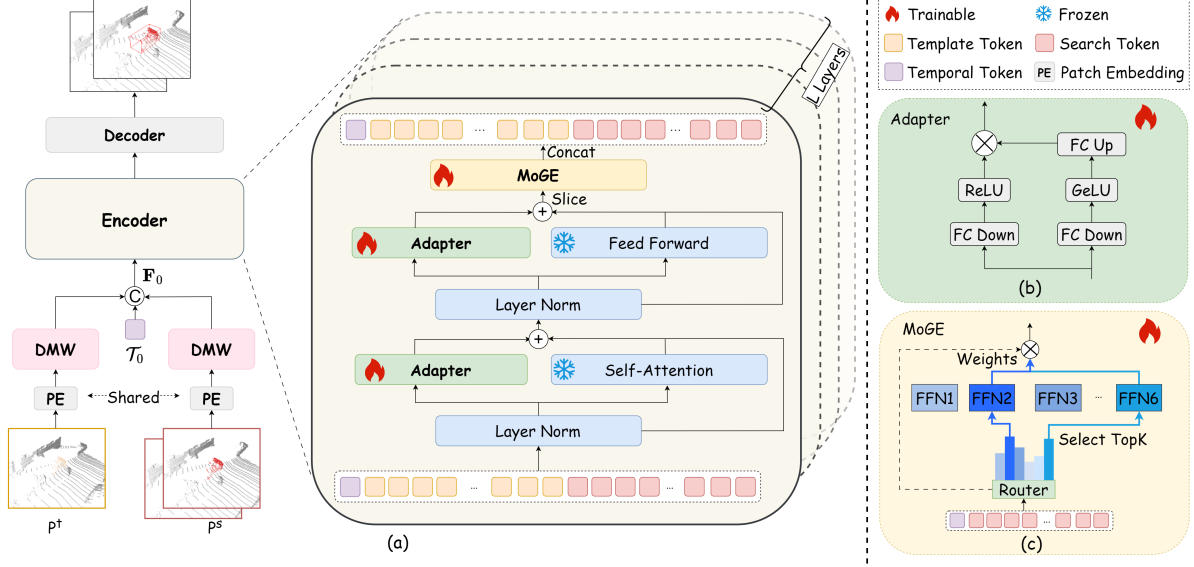 Decoder
Encoder
F₀
C
DMW
𝒯₀
DMW
PE
Shared
PE
Pᵗ
Pˢ
L Layers
...
...
Concat
MoGE
Slice
+
Adapter
Feed Forward
Layer Norm
+
Adapter
Self-Attention
Layer Norm
...
...
(a)
Trainable
Frozen
Template Token
Search Token
Temporal Token
PE
Patch Embedding
Adapter
FC Up
ReLU
GeLU
FC Down
FC Down
(b)
MoGE
Weights
FFN1
FFN2
FFN3
...
FFN6
Select TopK
Router
...
(c)